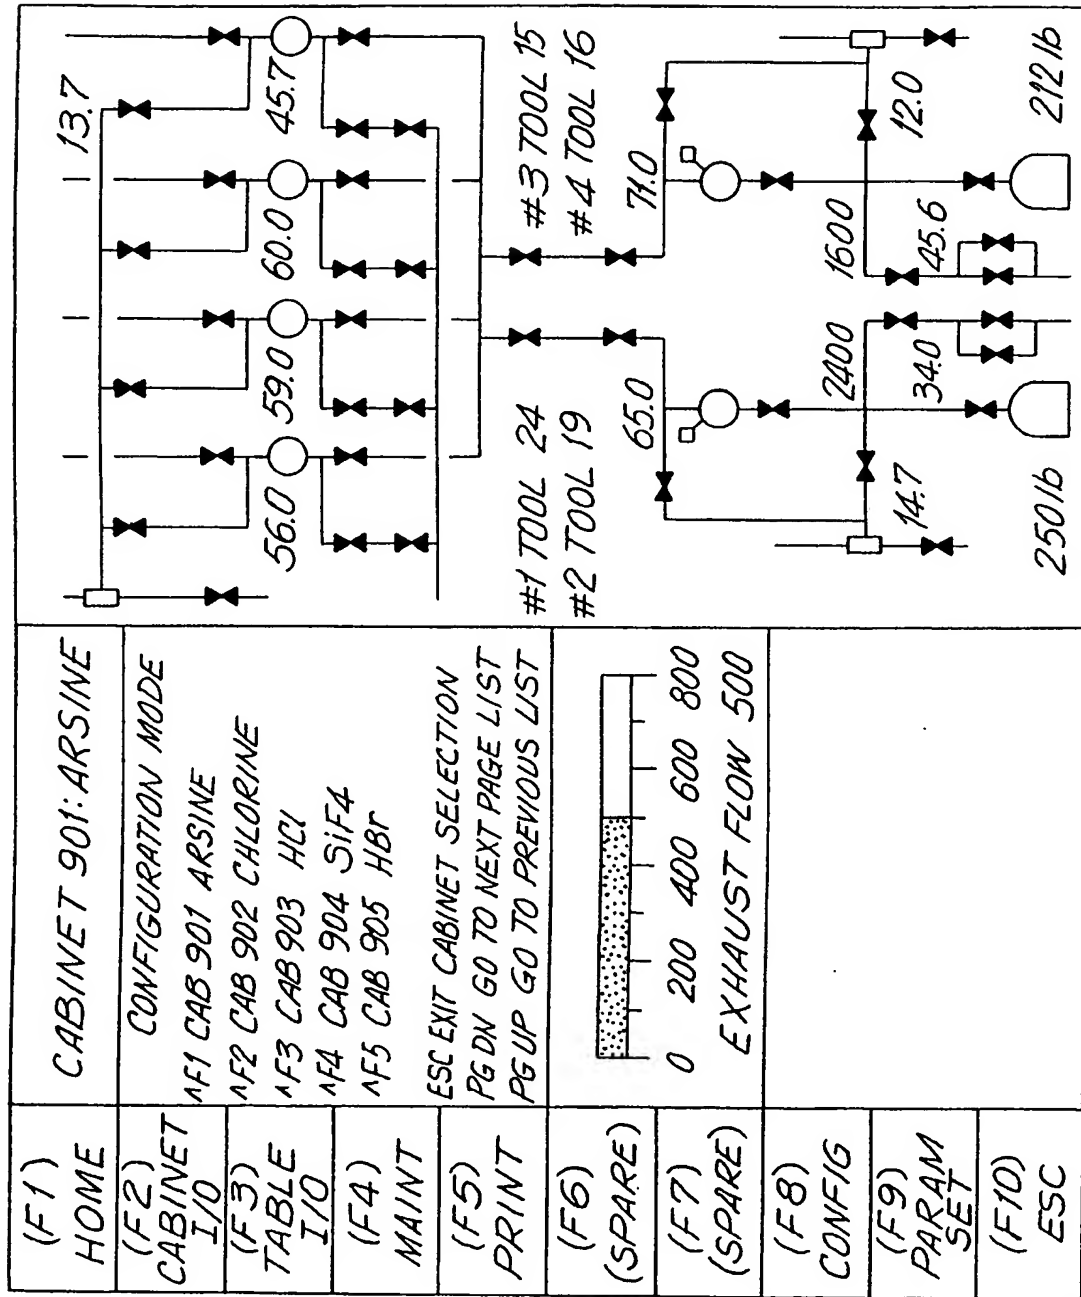 (F1)
HOME
(F2)
CABINET
I/O
(F3)
TABLE
I/O
(F4)
MAINT
(F5)
PRINT
(F6)
(SPARE)
(F7)
(SPARE)
(F8)
CONFIG
(F9)
PARAM
SET
(F10)
ESC
CABINET 901: ARSINE
CONFIGURATION MODE
^F1 CAB 901 ARSINE
^F2 CAB 902 CHLORINE
^F3 CAB 903 HCl
^F4 CAB 904 SiF4
^F5 CAB 905 HBr
ESC EXIT CABINET SELECTION
PG DN GO TO NEXT PAGE LIST
PG UP GO TO PREVIOUS LIST
0 200 400 600 800
EXHAUST FLOW 500
13.7
56.0 59.0 60.0 45.7
#1 TOOL 24
#2 TOOL 19
#3 TOOL 15
#4 TOOL 16
65.0 71.0
2400 1600
14.7 34.0 45.6 12.0
250 lb 212 lb